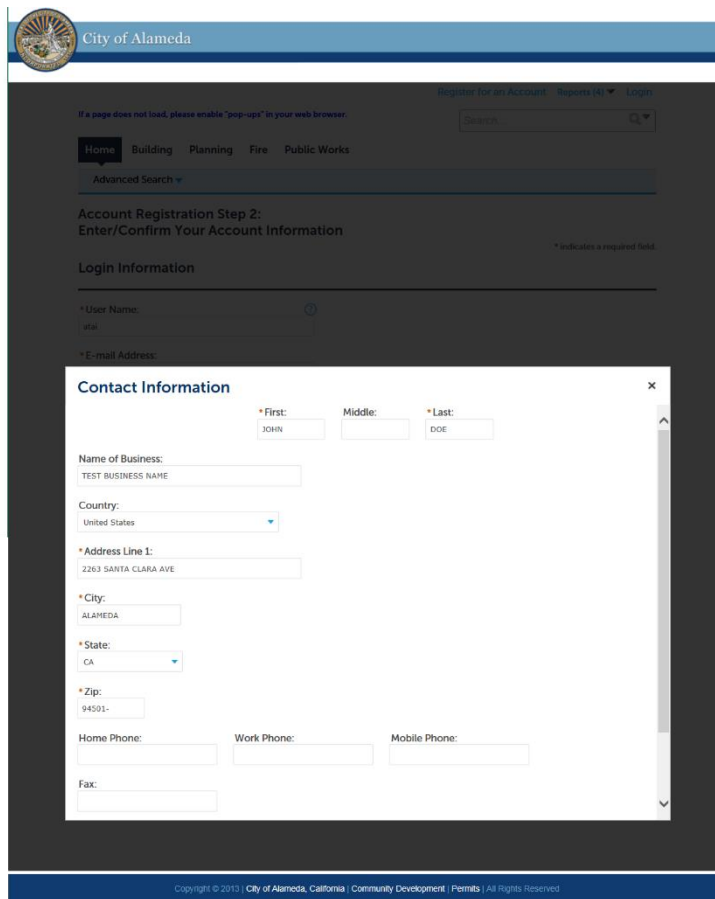 City of Alameda
Register for an Account Reports (4) Login
If a page does not load, please enable "pop-ups" in your web browser.
Search...
Home Building Planning Fire Public Works
Advanced Search
Account Registration Step 2:
Enter/Confirm Your Account Information
* indicates a required field.
Login Information
* User Name:
* E-mail Address:
Contact Information ×
* First: Middle: * Last:
JOHN DOE
Name of Business:
TEST BUSINESS NAME
Country:
United States
* Address Line 1:
2263 SANTA CLARA AVE
* City:
ALAMEDA
* State:
CA
* Zip:
94501-
Home Phone: Work Phone: Mobile Phone:
Fax:
Copyright © 2013 | City of Alameda, California | Community Development | Permits | All Rights Reserved